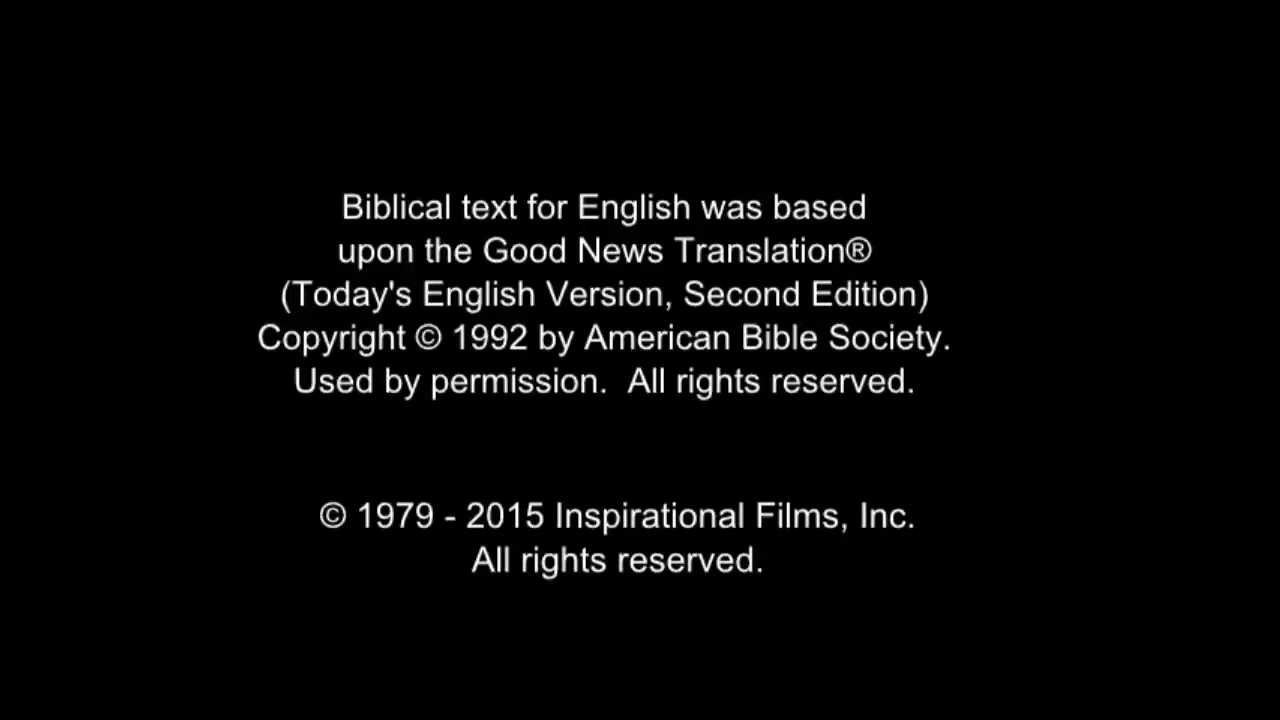 Biblical text for English was based
upon the Good News Translation®
(Today's English Version, Second Edition)
Copyright © 1992 by American Bible Society.
Used by permission.  All rights reserved.
© 1979 - 2015 Inspirational Films, Inc.
All rights reserved.